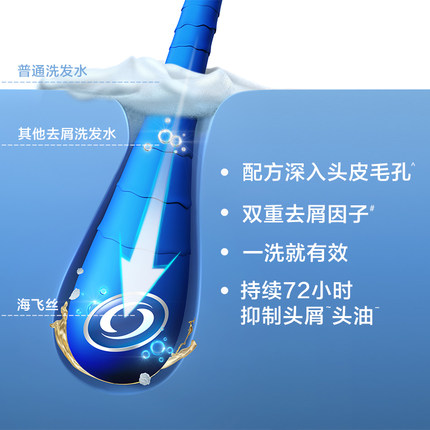 普通洗发水
其他去屑洗发水
海飞丝
• 配方深入头皮毛孔^
• 双重去屑因子#
• 一洗就有效
• 持续72小时
抑制头屑~头油~